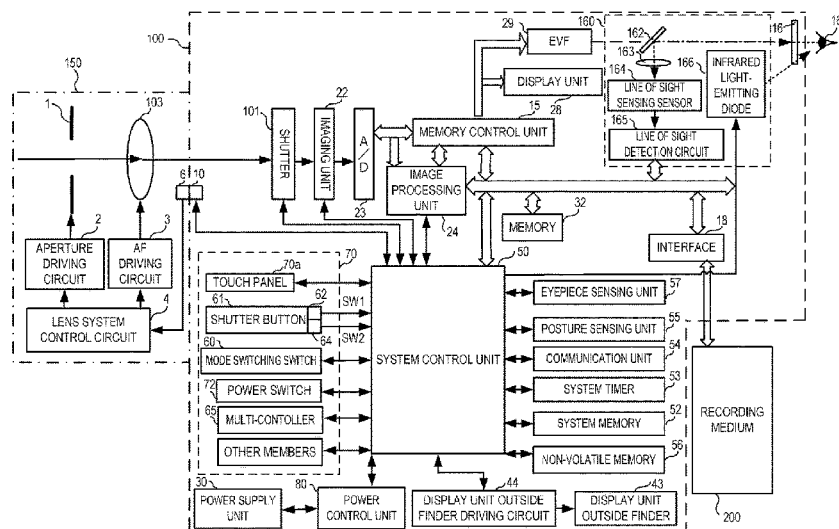 100
150
1
103
6
10
2
APERTURE
DRIVING
CIRCUIT
3
AF DRIVING
CIRCUIT
4
LENS SYSTEM
CONTROL CIRCUIT
101
SHUTTER
22
IMAGING UNIT
A/D
23
29
EVF
DISPLAY UNIT
28
15
MEMORY CONTROL UNIT
IMAGE
PROCESSING
UNIT
24
MEMORY
32
160
162
163
164
LINE OF SIGHT
SENSING SENSOR
165
LINE OF SIGHT
DETECTION CIRCUIT
166
INFRARED
LIGHT-
EMITTING
DIODE
16
18
INTERFACE
70
70a
TOUCH PANEL
61
62
SHUTTER BUTTON
64
SW1
SW2
60
MODE SWITCHING SWITCH
72
POWER SWITCH
65
MULTI-CONTOLLER
OTHER MEMBERS
50
SYSTEM CONTROL
UNIT
EYEPIECE SENSING UNIT
57
POSTURE SENSING UNIT
55
COMMUNICATION UNIT
54
SYSTEM TIMER
53
SYSTEM MEMORY
52
NON-VOLATILE MEMORY
56
RECORDING
MEDIUM
200
30
POWER SUPPLY
UNIT
80
POWER
CONTROL UNIT
44
DISPLAY UNIT OUTSIDE
FINDER DRIVING CIRCUIT
43
DISPLAY UNIT
OUTSIDE FINDER